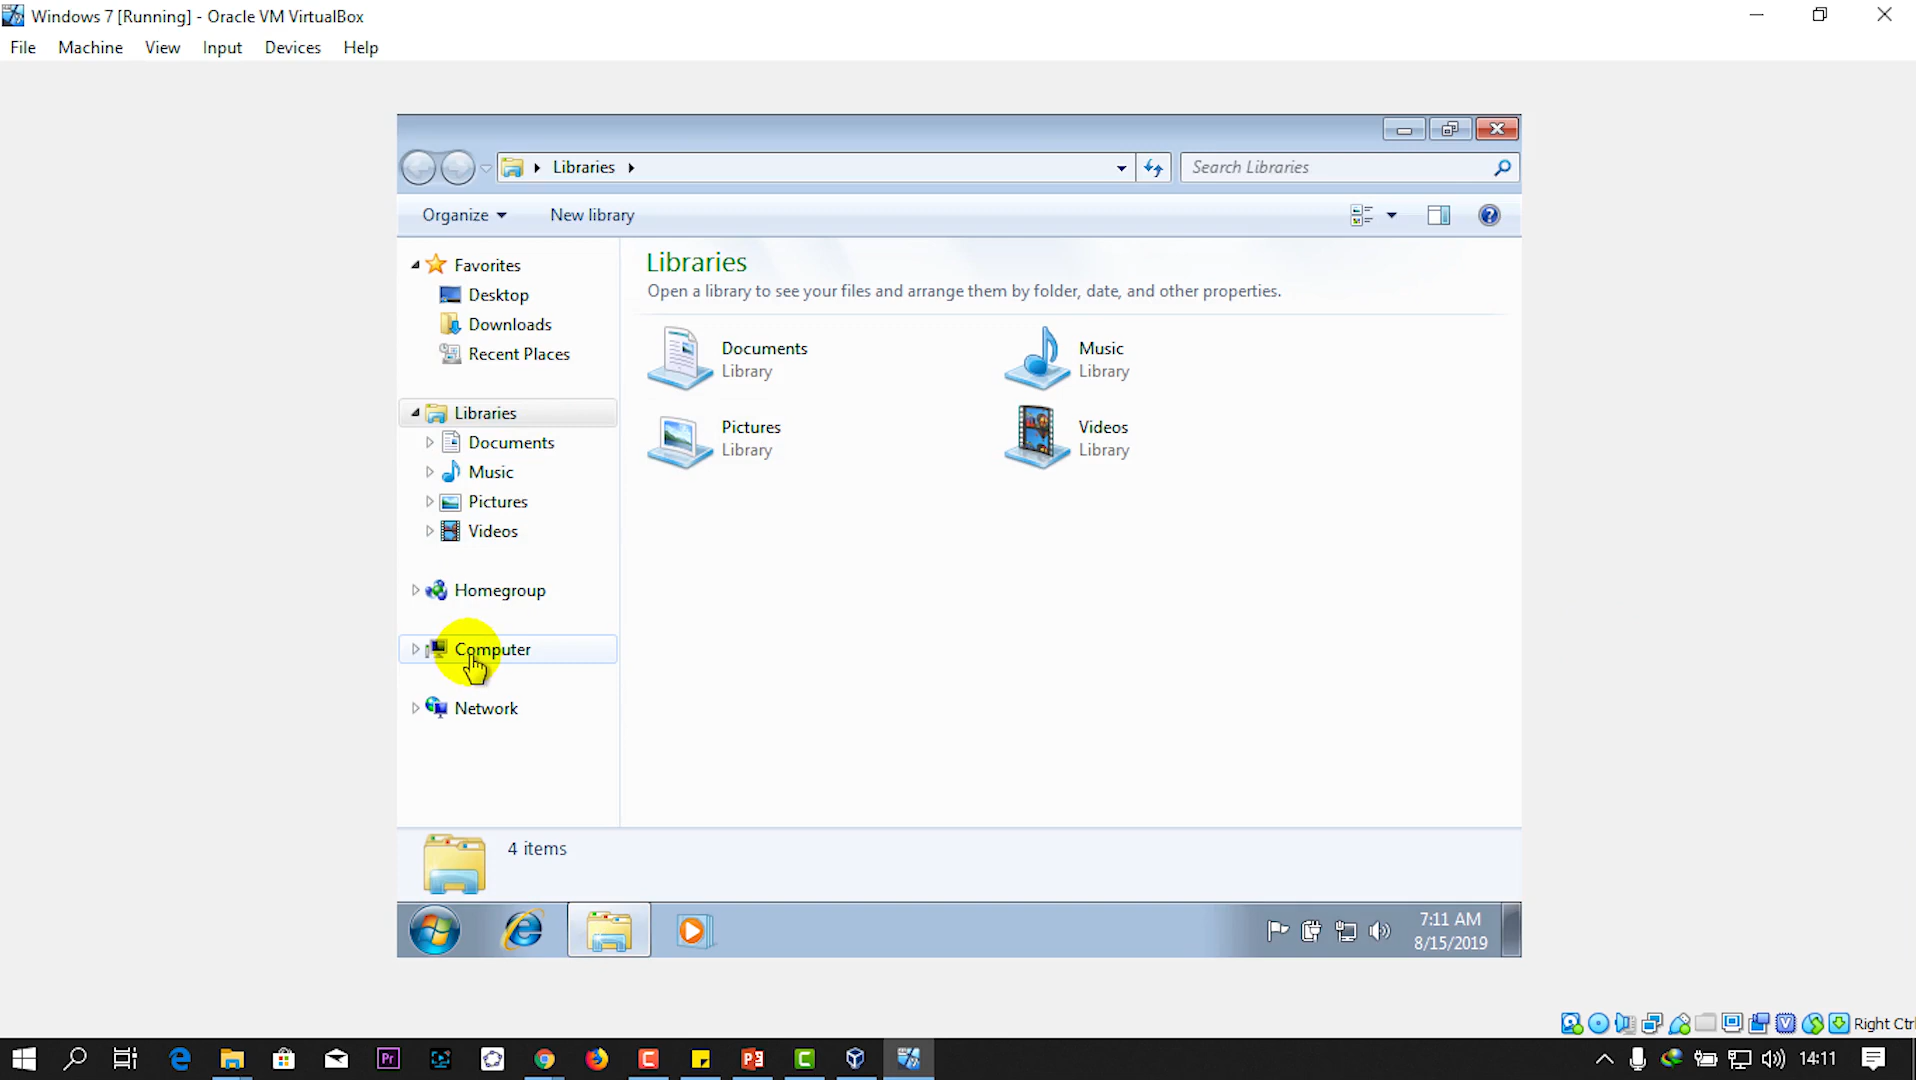 Windows 7 [Running] - Oracle VM VirtualBox
File Machine View Input Devices Help
Libraries
Search Libraries
Organize New library
Favorites
Desktop
Downloads
Recent Places
Libraries
Documents
Music
Pictures
Videos
Homegroup
Computer
Network
Libraries
Open a library to see your files and arrange them by folder, date, and other properties.
Documents
Library
Music
Library
Pictures
Library
Videos
Library
4 items
7:11 AM
8/15/2019
Right Ctrl
Pr
14:11